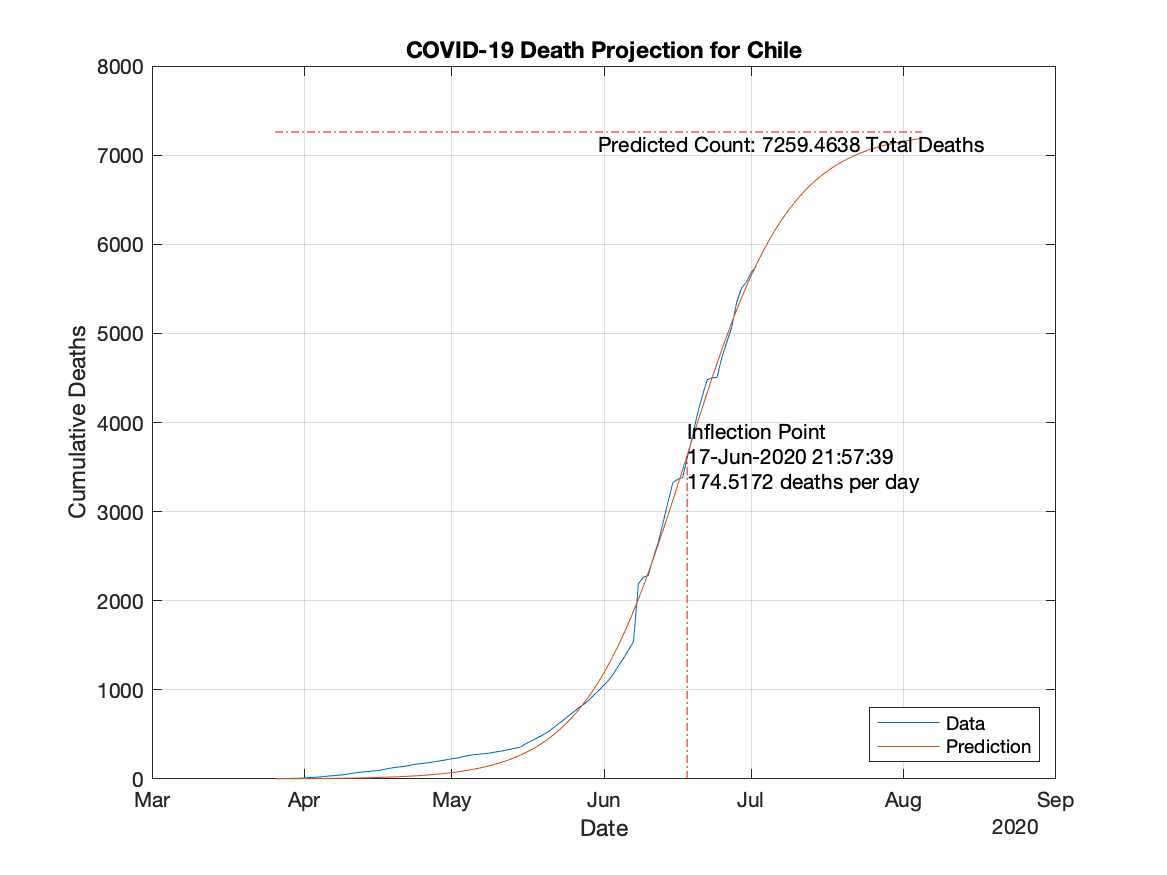 COVID-19 Death Projection for Chile
8000
7000
6000
5000
4000
3000
2000
1000
0
Cumulative Deaths
Predicted Count: 7259.4638 Total Deaths
Inflection Point
17-Jun-2020 21:57:39
174.5172 deaths per day
Data
Prediction
Mar Apr May Jun Jul Aug Sep
Date
2020